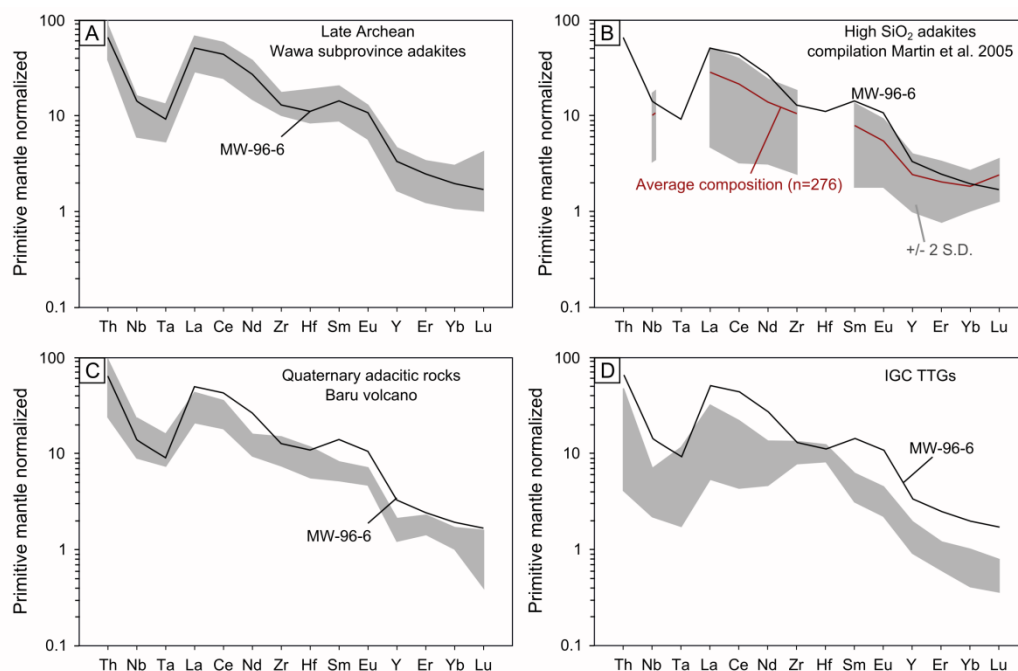 A
Late Archean
Wawa subprovince adakites
Primitive mantle normalized
100
10
1
0.1
MW-96-6
Th Nb Ta La Ce Nd Zr Hf Sm Eu Y Er Yb Lu
B
High SiO₂ adakites
compilation Martin et al. 2005
Primitive mantle normalized
100
10
1
0.1
MW-96-6
Average composition (n=276)
+/- 2 S.D.
Th Nb Ta La Ce Nd Zr Hf Sm Eu Y Er Yb Lu
C
Quaternary adacitic rocks
Baru volcano
Primitive mantle normalized
100
10
1
0.1
MW-96-6
Th Nb Ta La Ce Nd Zr Hf Sm Eu Y Er Yb Lu
D
IGC TTGs
Primitive mantle normalized
100
10
1
0.1
MW-96-6
Th Nb Ta La Ce Nd Zr Hf Sm Eu Y Er Yb Lu